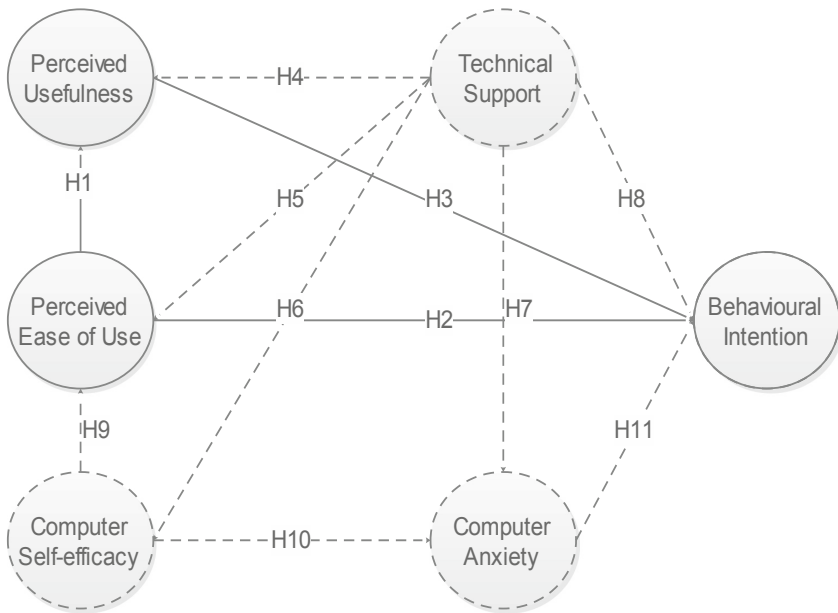 Perceived
Usefulness
H4
Technical
Support
H1
H5
H3
H8
Perceived
Ease of Use
H6
H2
H7
Behavioural
Intention
H9
H11
Computer
Self-efficacy
H10
Computer
Anxiety